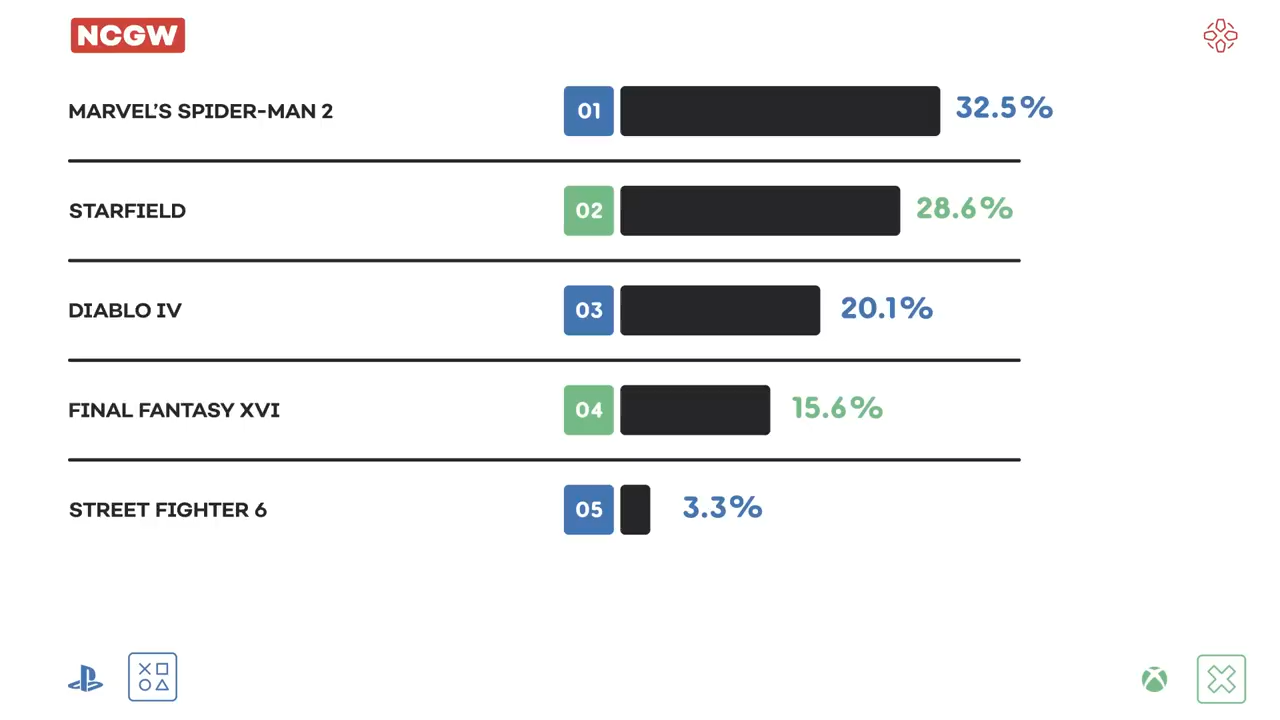 NCGW
MARVEL'S SPIDER-MAN 2 01 32.5%
STARFIELD 02 28.6%
DIABLO IV 03 20.1%
FINAL FANTASY XVI 04 15.6%
STREET FIGHTER 6 05 3.3%